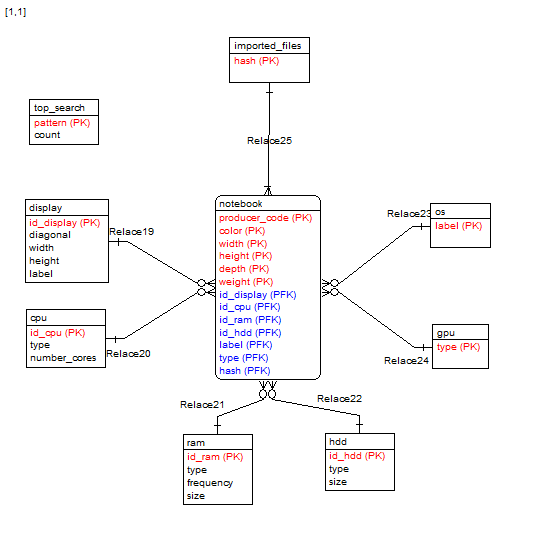 [1,1]
imported_files
hash (PK)
top_search
pattern (PK)
count
Relace25
display
id_display (PK)
diagonal
width
height
label
Relace19
notebook
producer_code (PK)
color (PK)
width (PK)
height (PK)
depth (PK)
weight (PK)
id_display (PFK)
id_cpu (PFK)
id_ram (PFK)
id_hdd (PFK)
label (PFK)
type (PFK)
hash (PFK)
Relace23
os
label (PK)
cpu
id_cpu (PK)
type
number_cores
Relace20
gpu
type (PK)
Relace24
Relace21
Relace22
ram
id_ram (PK)
type
frequency
size
hdd
id_hdd (PK)
type
size